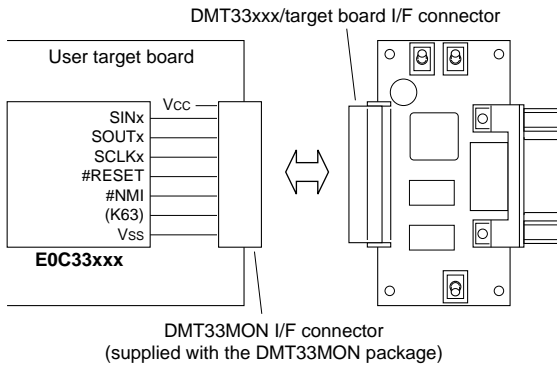 DMT33xxx/target board I/F connector
User target board
Vcc
SINx
SOUTx
SCLKx
#RESET
#NMI
(K63)
Vss
E0C33xxx
DMT33MON I/F connector
(supplied with the DMT33MON package)